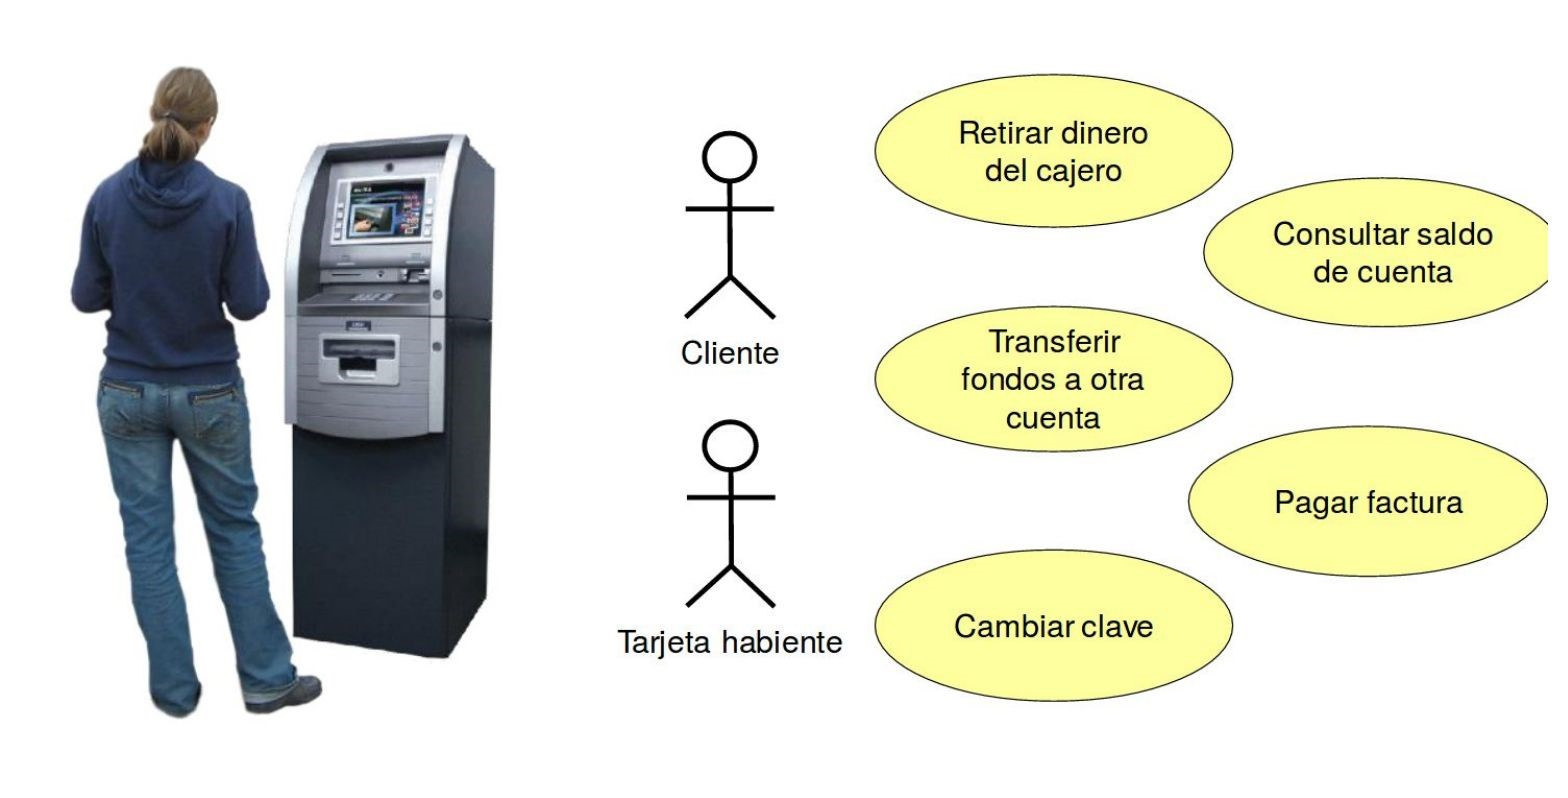 Retirar dinero
del cajero
Consultar saldo
de cuenta
Cliente
Transferir
fondos a otra
cuenta
Pagar factura
Cambiar clave
Tarjeta habiente